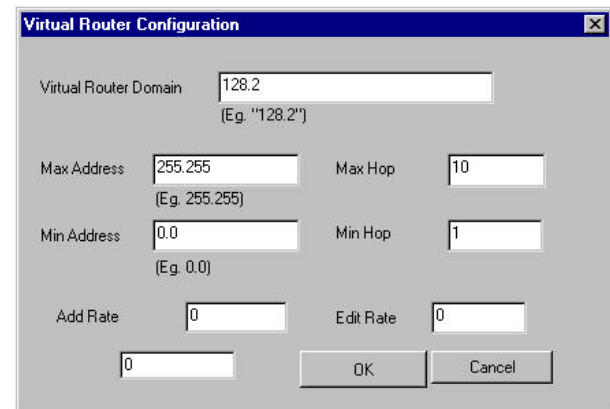 Virtual Router Configuration
Virtual Router Domain 128.2
(Eg. "128.2")
Max Address 255.255 Max Hop 10
(Eg. 255.255)
Min Address 0.0 Min Hop 1
(Eg. 0.0)
Add Rate 0 Edit Rate 0
0 OK Cancel